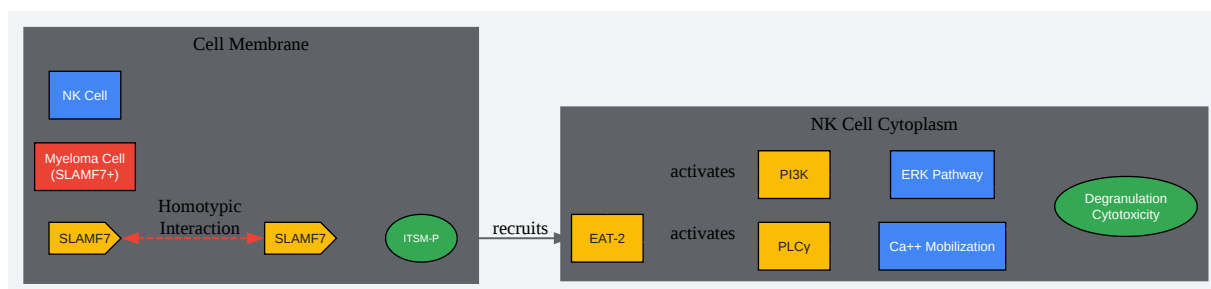 Cell Membrane
NK Cell
Myeloma Cell
(SLAMF7+)
Homotypic
Interaction
SLAMF7
SLAMF7
ITSM-P
recruits
NK Cell Cytoplasm
EAT-2
activates
PI3K
ERK Pathway
activates
PLCγ
Ca++ Mobilization
Degranulation
Cytotoxicity